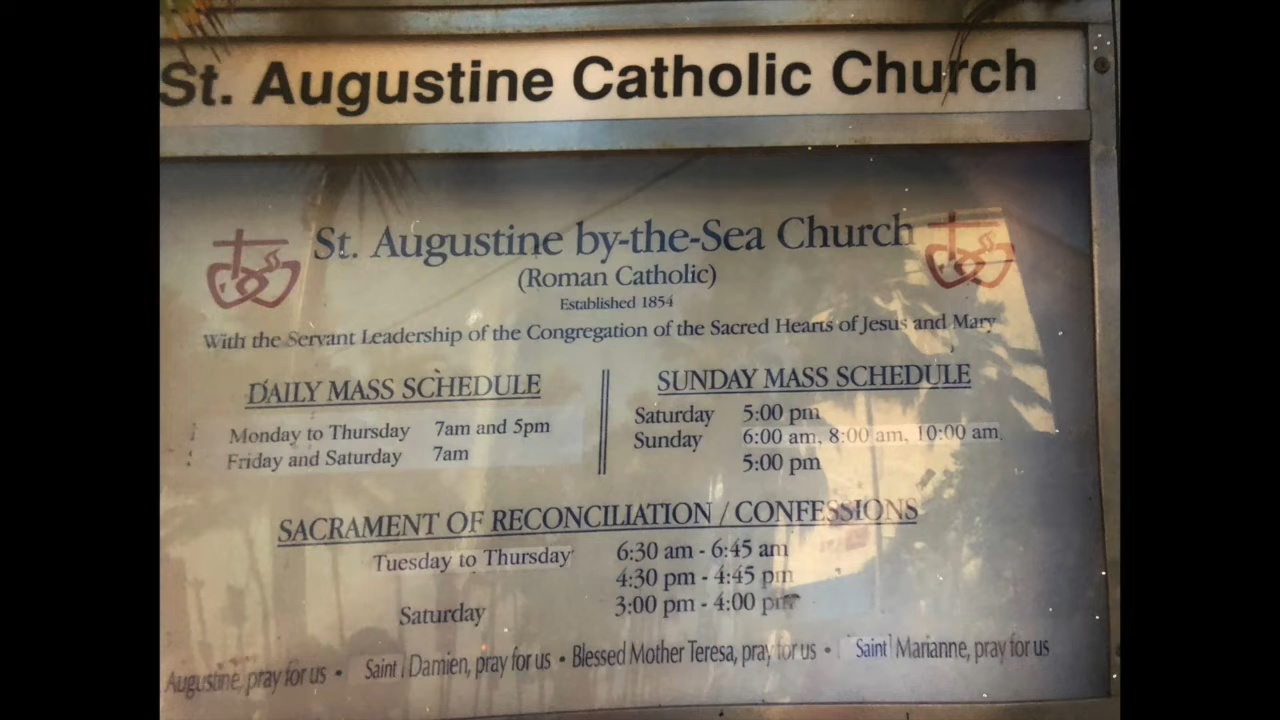 St. Augustine Catholic Church
St. Augustine by-the-Sea Church
(Roman Catholic)
Established 1854
With the Servant Leadership of the Congregation of the Sacred Hearts of Jesus and Mary
DAILY MASS SCHEDULE
Monday to Thursday 7am and 5pm
Friday and Saturday 7am
SUNDAY MASS SCHEDULE
Saturday 5:00 pm
Sunday 6:00 am, 8:00 am, 10:00 am,
5:00 pm
SACRAMENT OF RECONCILIATION / CONFESSIONS
Tuesday to Thursday 6:30 am - 6:45 am
4:30 pm - 4:45 pm
Saturday 3:00 pm - 4:00 pm
Augustine, pray for us • Saint Damien, pray for us • Blessed Mother Teresa, pray for us • Saint Marianne, pray for us